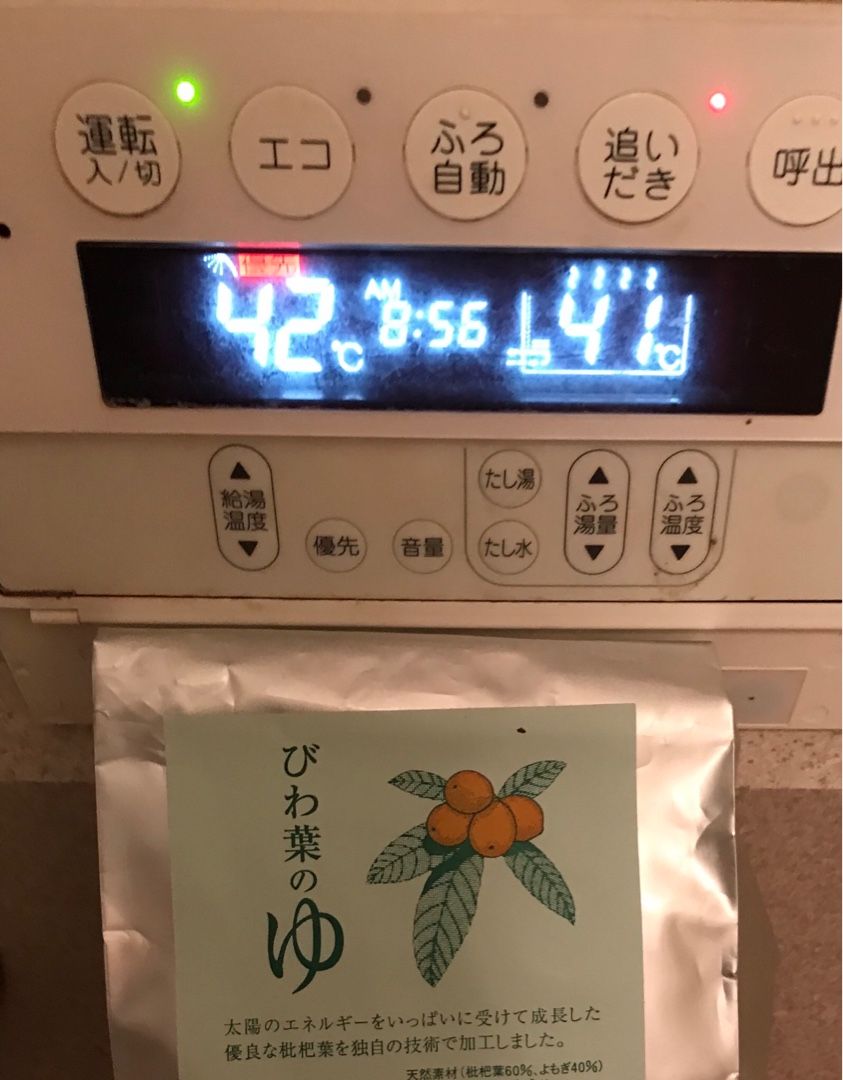 運転
入/切
エコ
ふろ
自動
追い
だき
呼出
42℃
AM
8:56
41℃
▲
給湯
温度
▼
優先
音量
たし湯
たし水
▲
ふろ
湯量
▼
▲
ふろ
温度
▼
びわ葉のゆ
太陽のエネルギーをいっぱいに受けて成長した
優良な枇杷葉を独自の技術で加工しました。
天然素材(枇杷葉60%、よもぎ40%)